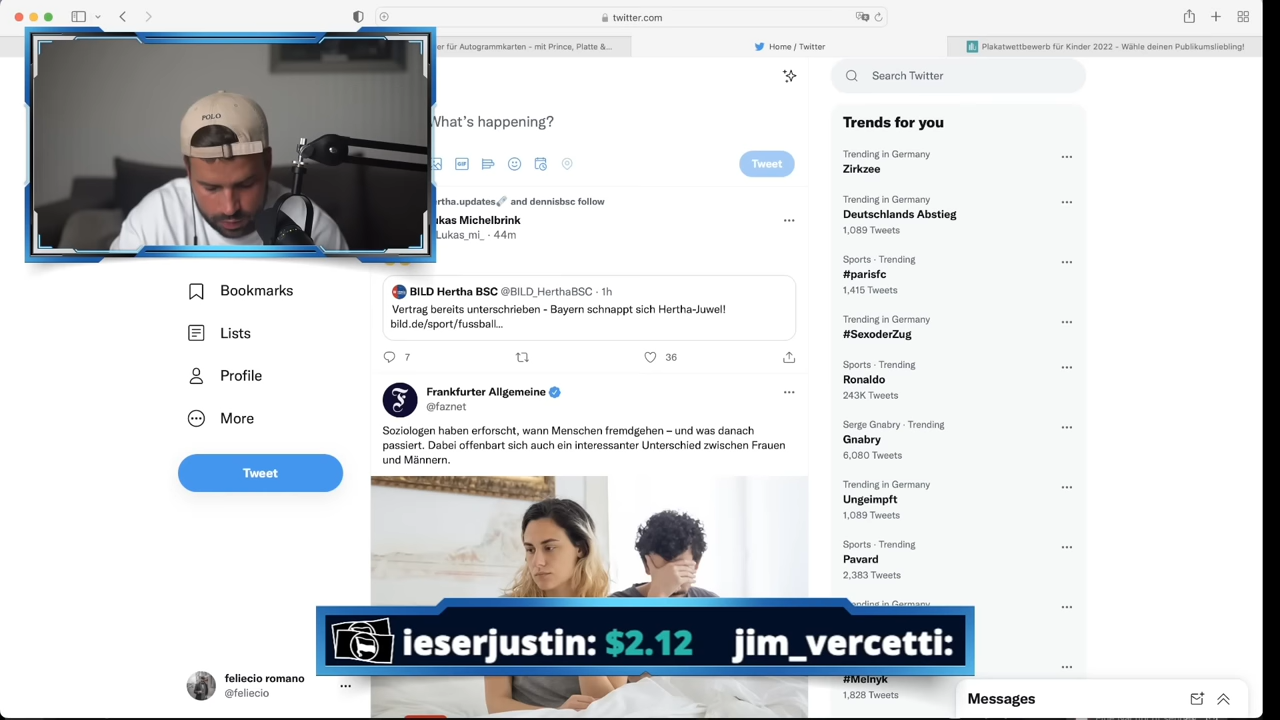 twitter.com
er für Autogrammkarten - mit Prince, Platte &...
Home / Twitter
Plakatwettbewerb für Kinder 2022 - Wähle deinen Publikumsliebling!
POLO
What's happening?
GIF
Tweet
ertha.updates and dennisbsc follow
ukas Michelbrink
Lukas_mi_ · 44m
BILD Hertha BSC @BILD_HerthaBSC · 1h
Vertrag bereits unterschrieben - Bayern schnappt sich Hertha-Juwel!
bild.de/sport/fussball...
7
36
Frankfurter Allgemeine
@faznet
Soziologen haben erforscht, wann Menschen fremdgehen – und was danach
passiert. Dabei offenbart sich auch ein interessanter Unterschied zwischen Frauen
und Männern.
Bookmarks
Lists
Profile
More
Tweet
feliecio romano
@feliecio
Search Twitter
Trends for you
Trending in Germany
Zirkzee
Trending in Germany
Deutschlands Abstieg
1,089 Tweets
Sports · Trending
#parisfc
1,415 Tweets
Trending in Germany
#SexoderZug
Sports · Trending
Ronaldo
243K Tweets
Serge Gnabry · Trending
Gnabry
6,080 Tweets
Trending in Germany
Ungeimpft
1,089 Tweets
Sports · Trending
Pavard
2,383 Tweets
Trending in Germany
#Melnyk
1,828 Tweets
Messages
ieserjustin: $2.12 jim_vercetti: